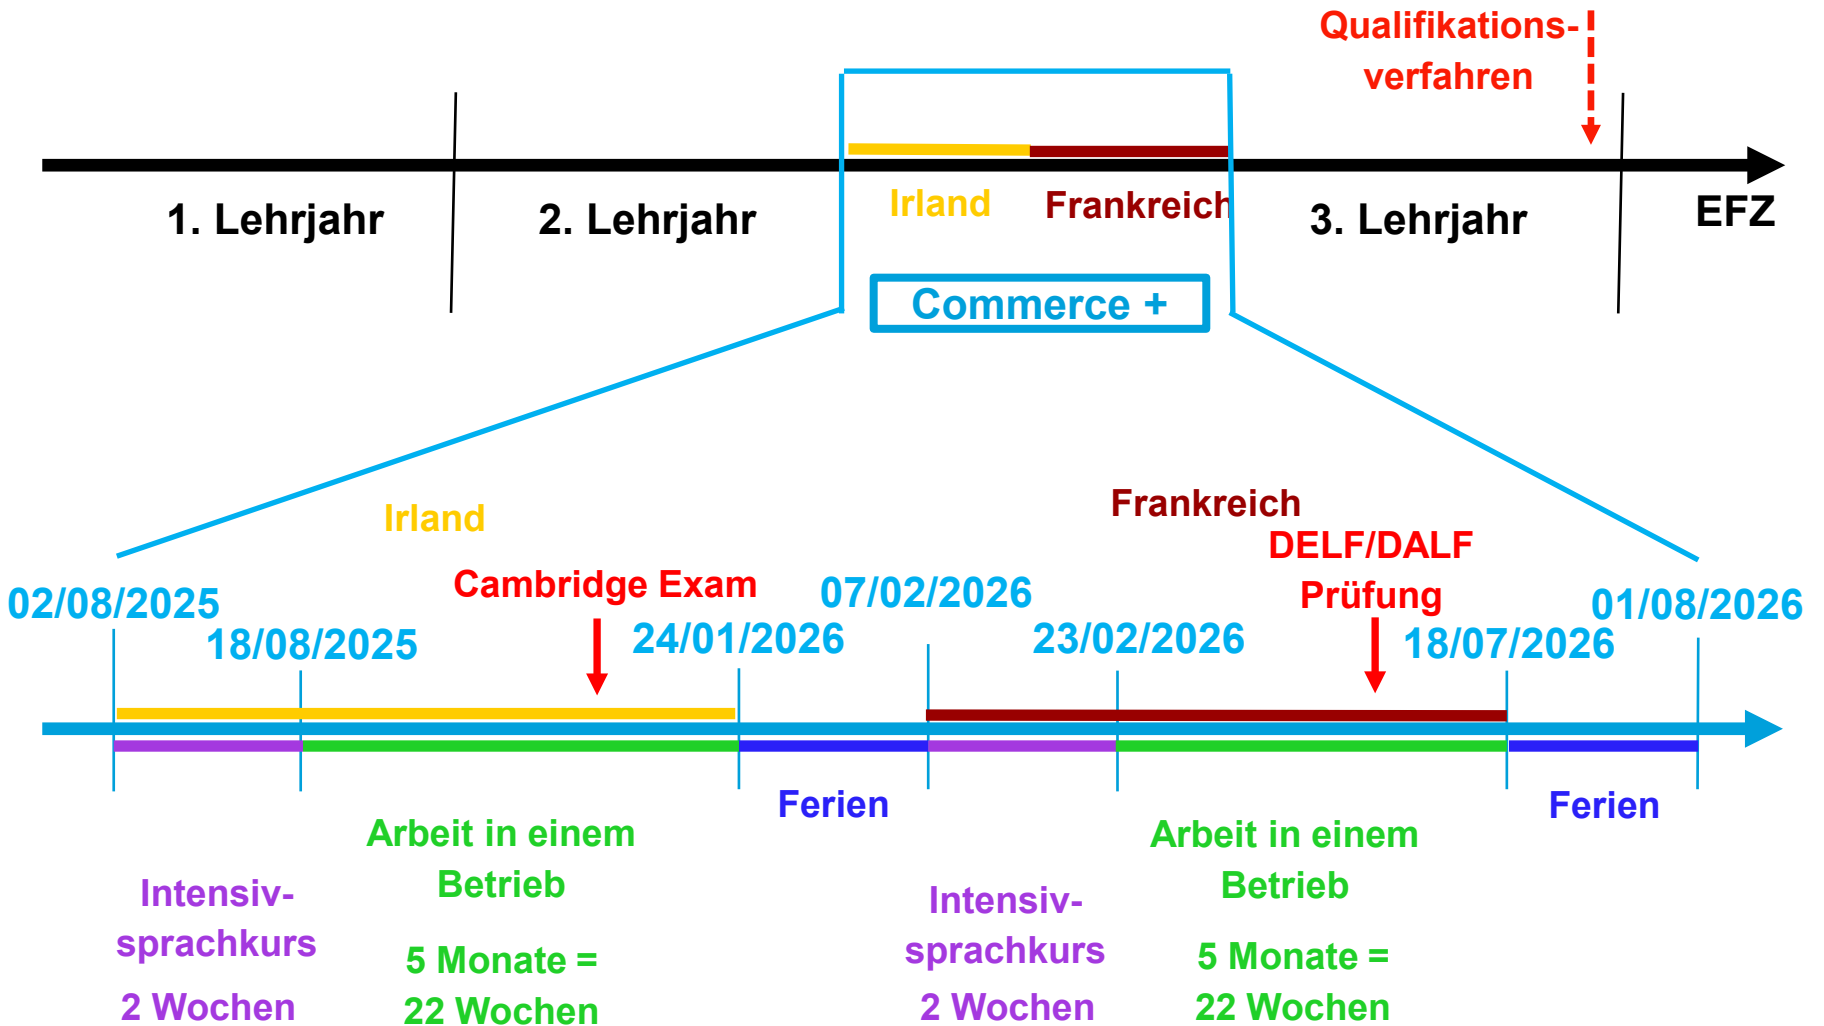 Qualifikations-
verfahren
1. Lehrjahr
2. Lehrjahr
Irland
Frankreich
3. Lehrjahr
EFZ
Commerce +
Irland
Frankreich
Cambridge Exam
DELF/DALF
Prüfung
02/08/2025
18/08/2025
24/01/2026
07/02/2026
23/02/2026
18/07/2026
01/08/2026
Intensiv-
sprachkurs
2 Wochen
Arbeit in einem
Betrieb
5 Monate =
22 Wochen
Ferien
Intensiv-
sprachkurs
2 Wochen
Arbeit in einem
Betrieb
5 Monate =
22 Wochen
Ferien